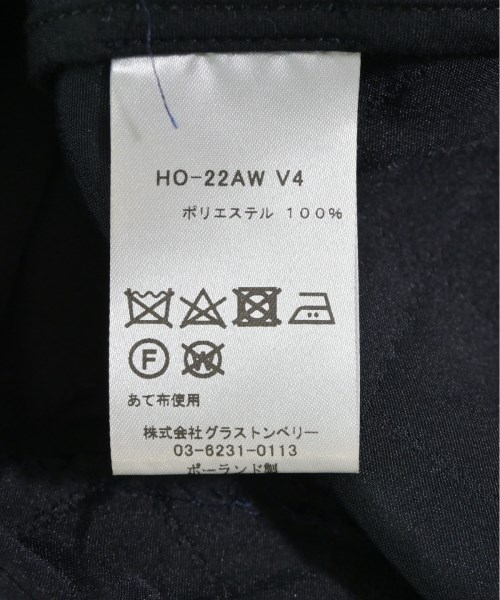 HO-22AW V4
ポリエステル 100%
F W
あて布使用
株式会社グラストンベリー
03-6231-0113
ポーランド製